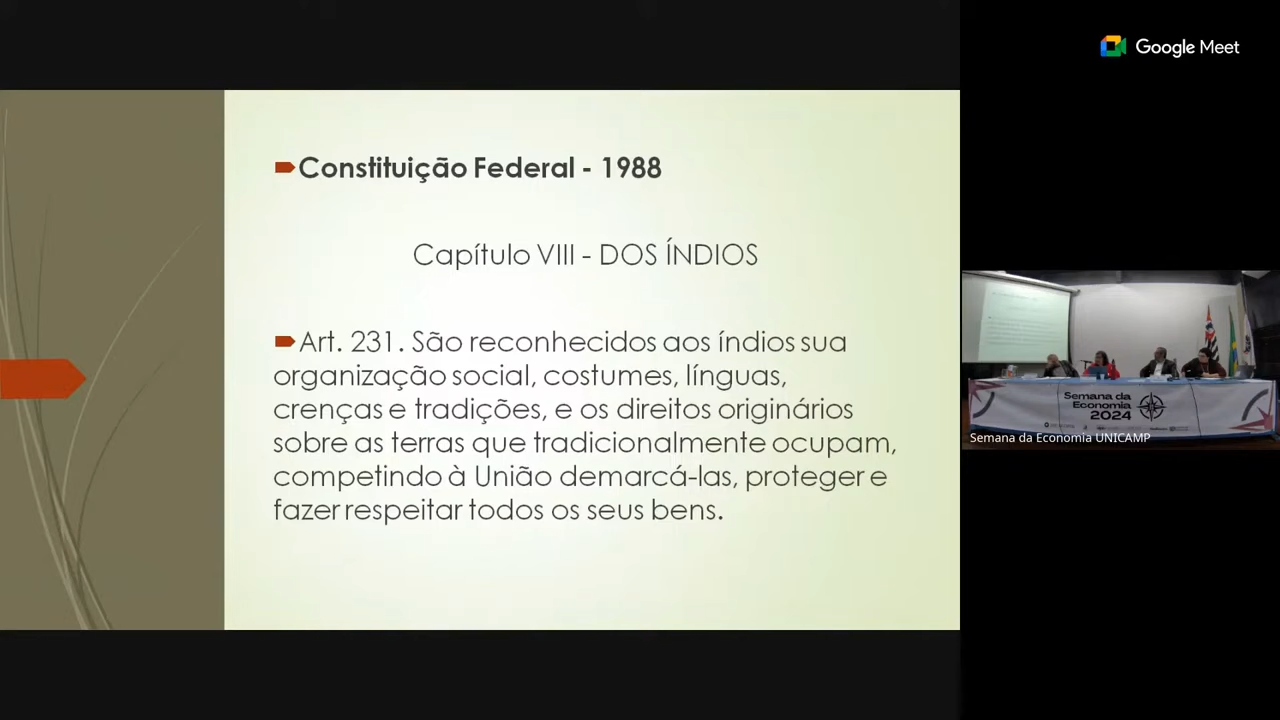 Constituição Federal - 1988
Capítulo VIII - DOS ÍNDIOS
Art. 231. São reconhecidos aos índios sua
organização social, costumes, línguas,
crenças e tradições, e os direitos originários
sobre as terras que tradicionalmente ocupam,
competindo à União demarcá-las, proteger e
fazer respeitar todos os seus bens.
Google Meet
Semana da
Economia
2024
Semana da Economia UNICAMP